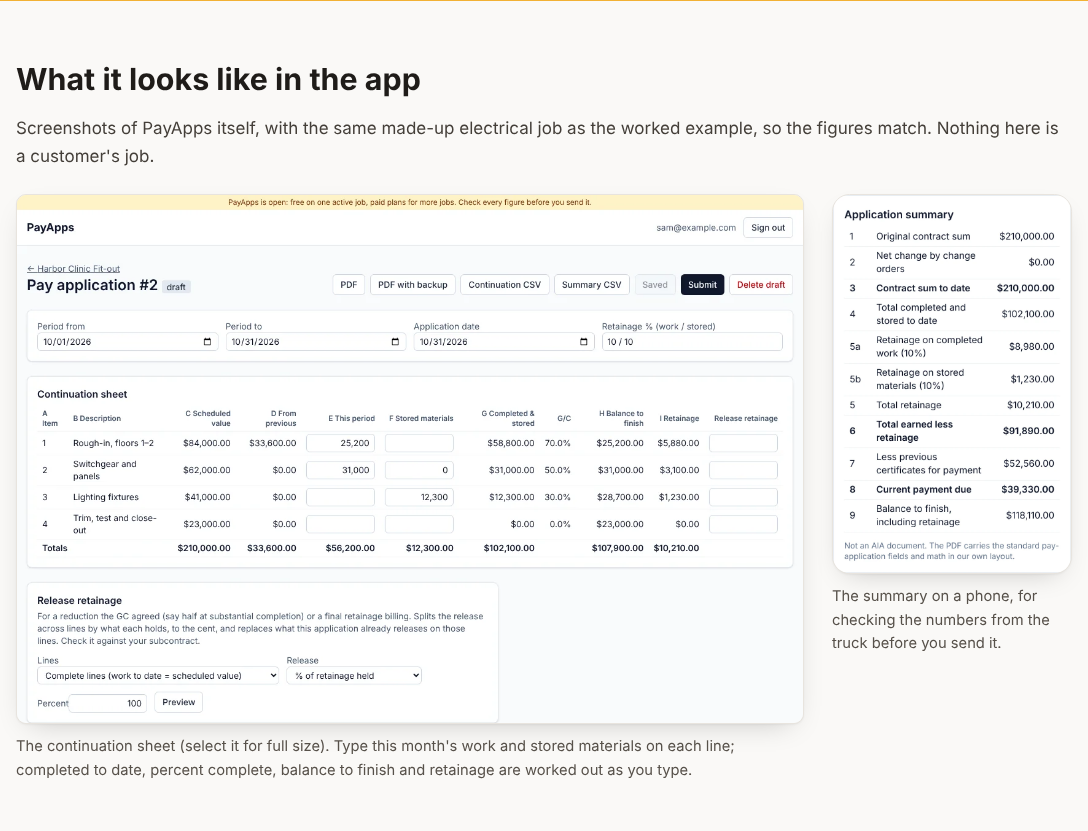 What it looks like in the app
Screenshots of PayApps itself, with the same made-up electrical job as the worked example, so the figures match. Nothing here is
a customer's job.
PayApps is open: free on one active job, paid plans for more jobs. Check every figure before you send it.
PayApps sam@example.com Sign out
← Harbor Clinic Fit-out
Pay application #2 draft PDF PDF with backup Continuation CSV Summary CSV Saved Submit Delete draft
Period from Period to Application date Retainage % (work / stored)
10/01/2026 10/31/2026 10/31/2026 10 / 10
Continuation sheet
A Item B Description C Scheduled value D From previous E This period F Stored materials G Completed & stored G/C H Balance to finish I Retainage Release retainage
1 Rough-in, floors 1–2 $84,000.00 $33,600.00 25,200 $58,800.00 70.0% $25,200.00 $5,880.00
2 Switchgear and panels $62,000.00 $0.00 31,000 0 $31,000.00 50.0% $31,000.00 $3,100.00
3 Lighting fixtures $41,000.00 $0.00 12,300 $12,300.00 30.0% $28,700.00 $1,230.00
4 Trim, test and close-out $23,000.00 $0.00 $0.00 0.0% $23,000.00 $0.00
Totals $210,000.00 $33,600.00 $56,200.00 $12,300.00 $102,100.00 $107,900.00 $10,210.00
Release retainage
For a reduction the GC agreed (say half at substantial completion) or a final retainage billing. Splits the release
across lines by what each holds, to the cent, and replaces what this application already releases on those
lines. Check it against your subcontract.
Lines Release
Complete lines (work to date = scheduled value) % of retainage held
Percent 100 Preview
The continuation sheet (select it for full size). Type this month's work and stored materials on each line;
completed to date, percent complete, balance to finish and retainage are worked out as you type.
Application summary
1 Original contract sum $210,000.00
2 Net change by change orders $0.00
3 Contract sum to date $210,000.00
4 Total completed and stored to date $102,100.00
5a Retainage on completed work (10%) $8,980.00
5b Retainage on stored materials (10%) $1,230.00
5 Total retainage $10,210.00
6 Total earned less retainage $91,890.00
7 Less previous certificates for payment $52,560.00
8 Current payment due $39,330.00
9 Balance to finish, including retainage $118,110.00
Not an AIA document. The PDF carries the standard pay-
application fields and math in our own layout.
The summary on a phone, for
checking the numbers from the
truck before you send it.